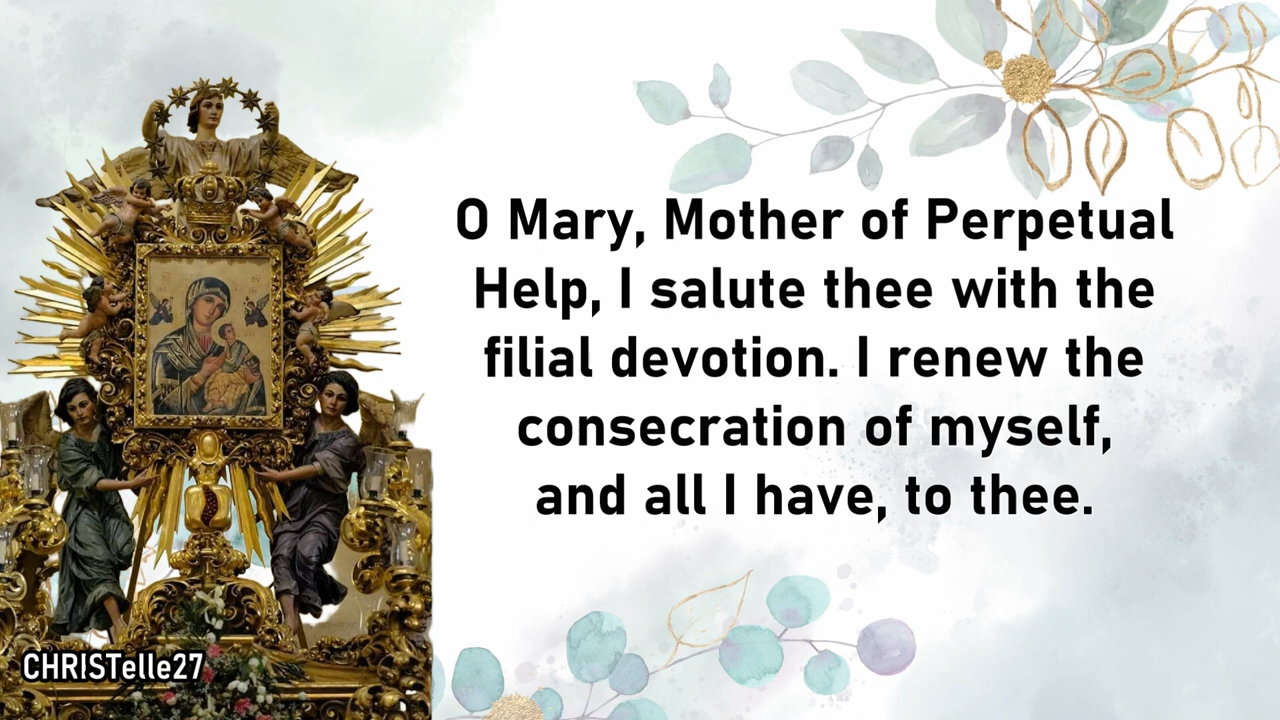 O Mary, Mother of Perpetual
Help, I salute thee with the
filial devotion. I renew the
consecration of myself,
and all I have, to thee.
CHRISTelle27